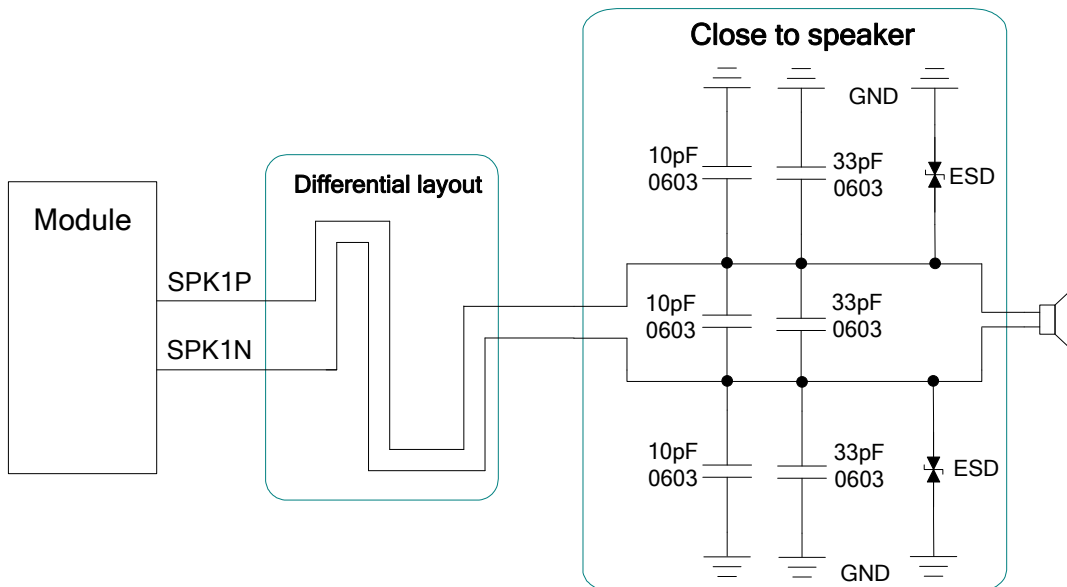 Close to speaker
GND
10pF
0603
33pF
0603
ESD
Differential layout
Module
SPK1P
10pF
0603
33pF
0603
SPK1N
10pF
0603
33pF
0603
ESD
GND